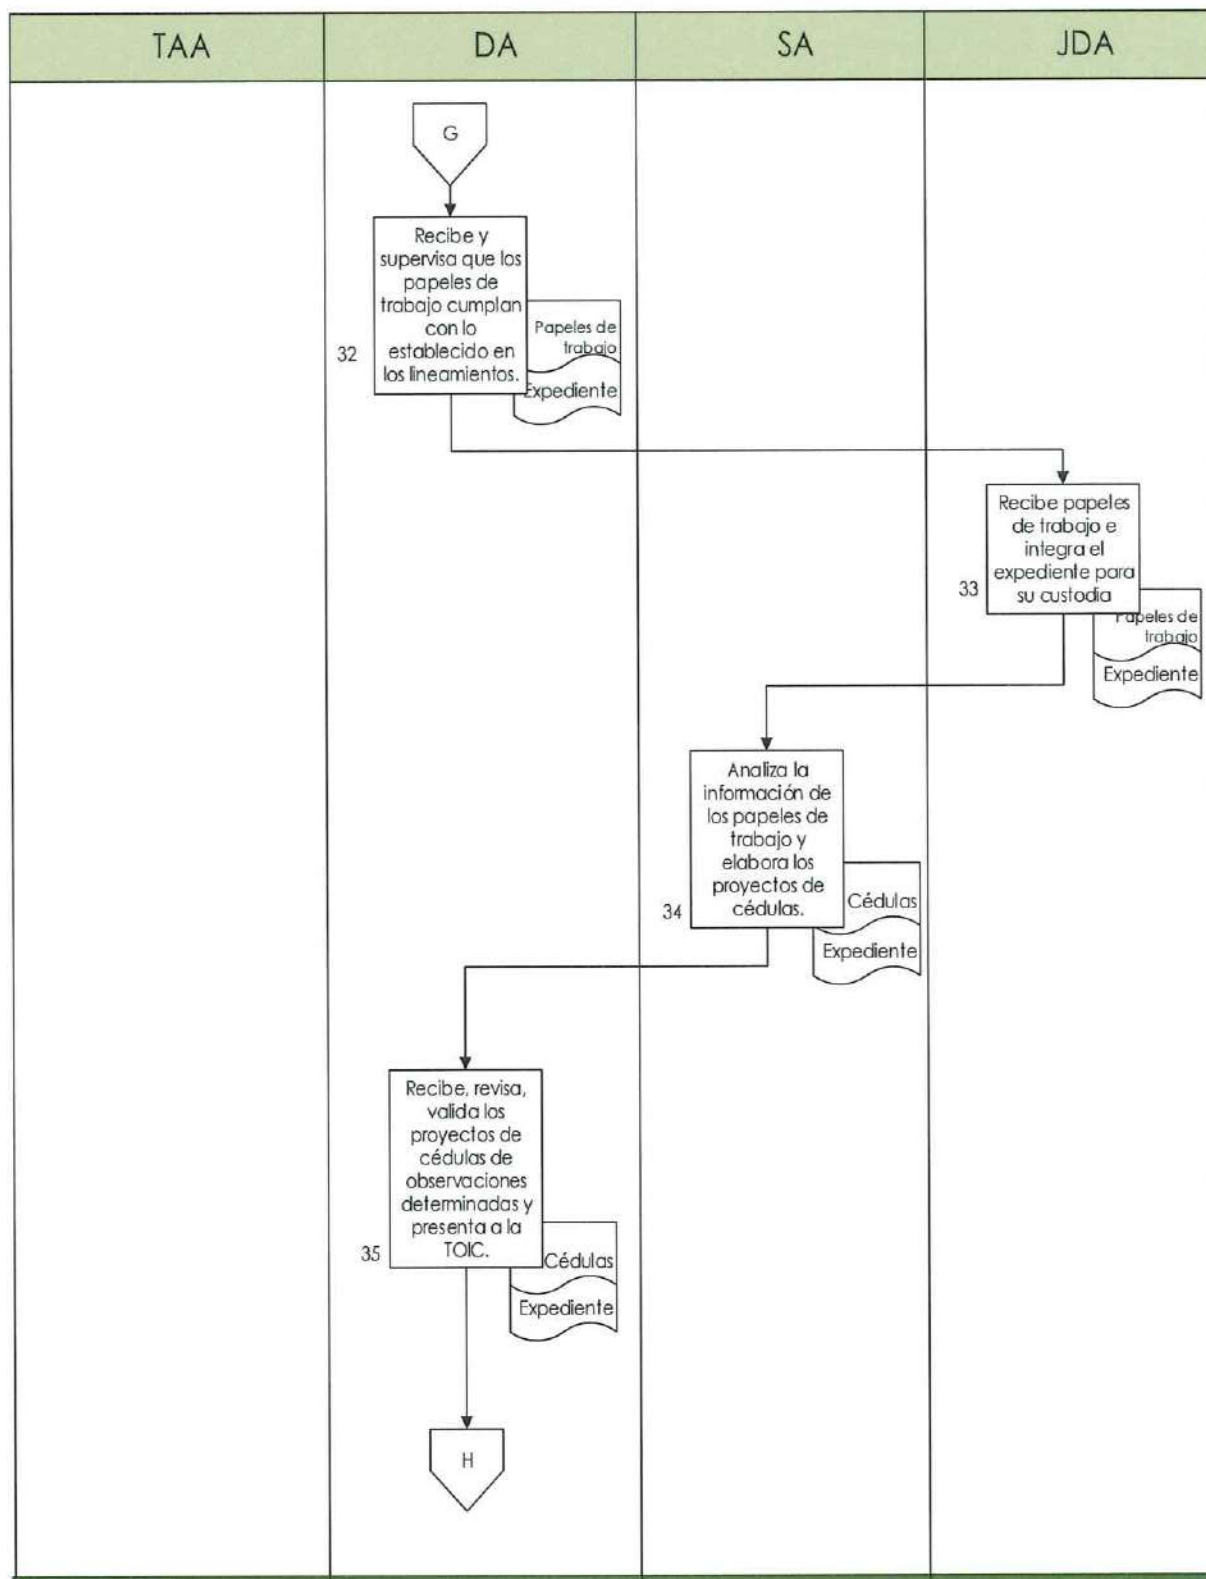 TAA
DA
SA
JDA
G
Recibe y
supervisa que los
papeles de
trabajo cumplan
con lo
establecido en
los lineamientos.
32
Papeles de
trabajo
Expediente
Recibe papeles
de trabajo e
integra el
expediente para
su custodia
33
Papeles de
trabajo
Expediente
Analiza la
información de
los papeles de
trabajo y
elabora los
proyectos de
cédulas.
34
Cédulas
Expediente
Recibe, revisa,
valida los
proyectos de
cédulas de
observaciones
determinadas y
presenta a la
TOIC.
35
Cédulas
Expediente
H